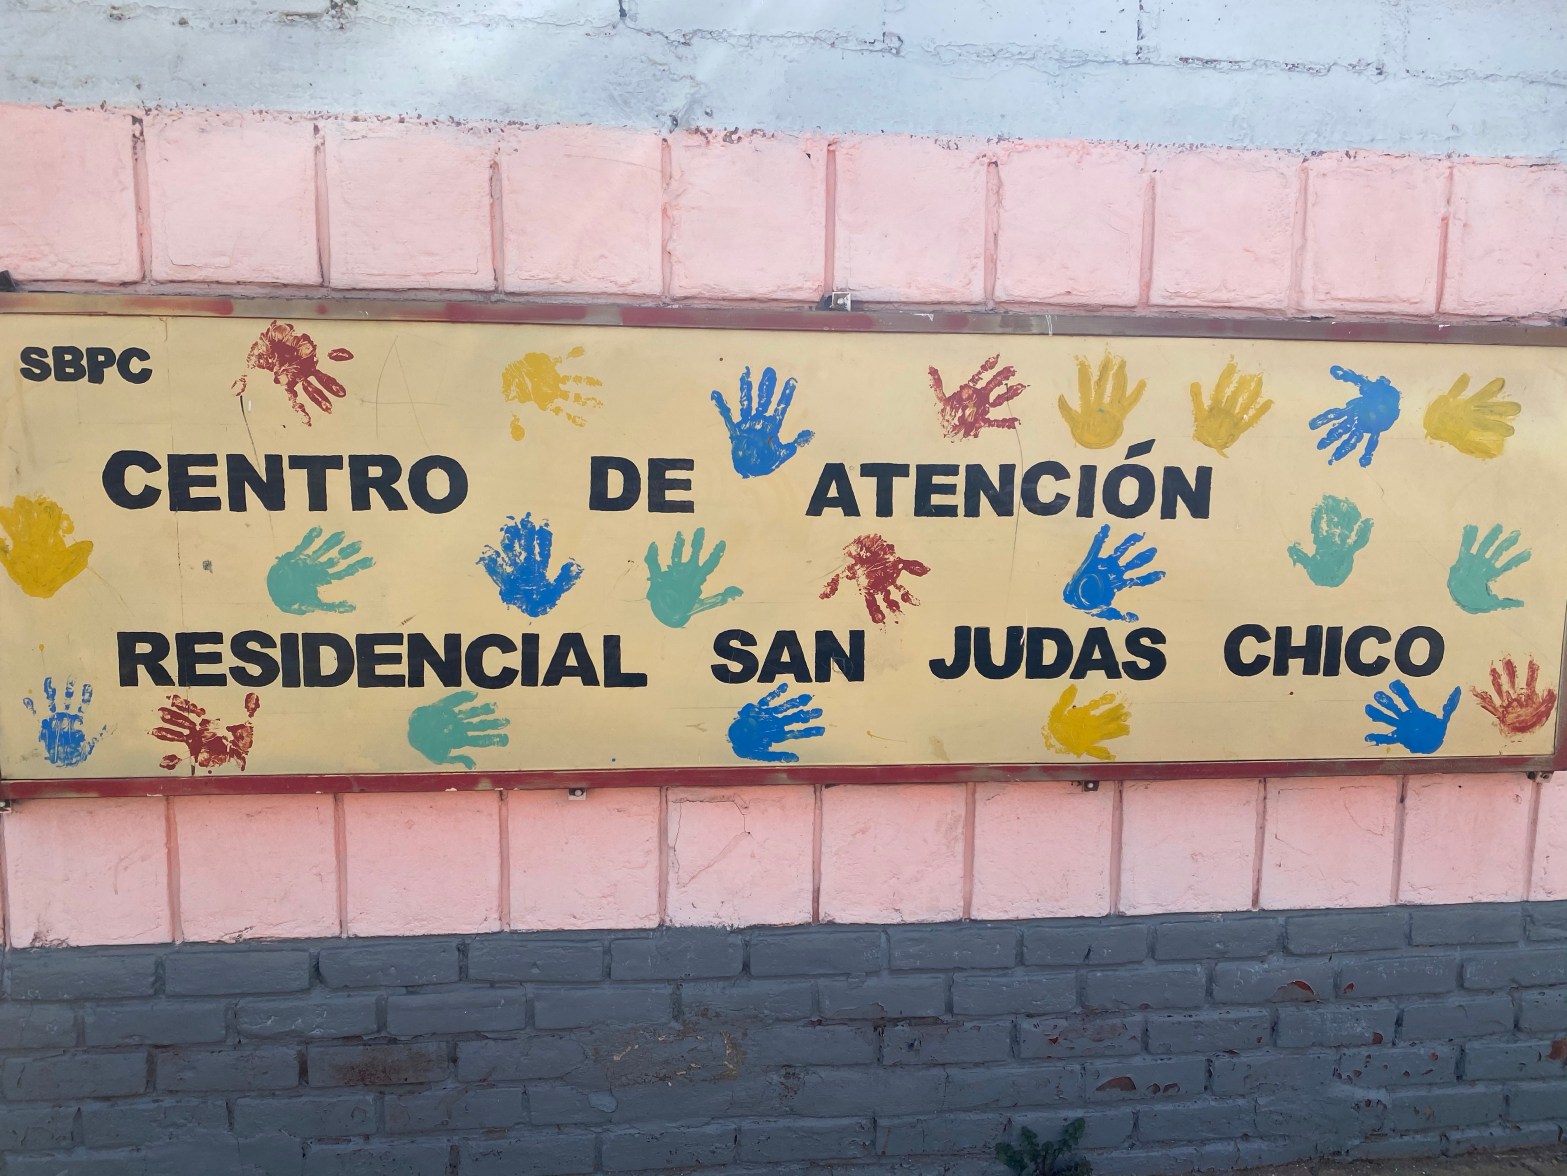 SBPC
CENTRO DE ATENCIÓN
RESIDENCIAL SAN JUDAS CHICO